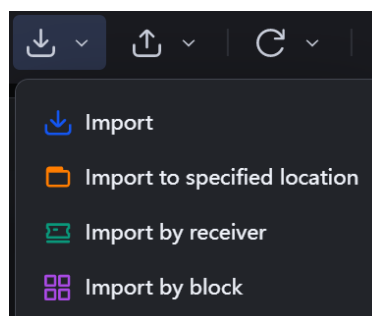 Import
Import to specified location
Import by receiver
Import by block